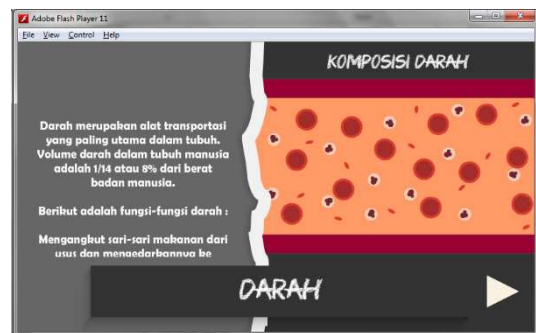 Adobe Flash Player 11
File View Control Help
KOMPOSISI DARAH
Darah merupakan alat transportasi
yang paling utama dalam tubuh.
Volume darah dalam tubuh manusia
adalah 1/14 atau 8% dari berat
badan manusia.
Berikut adalah fungsi-fungsi darah :
Mengangkut sari-sari makanan dari
usus dan mengedarkannya ke
DARAH